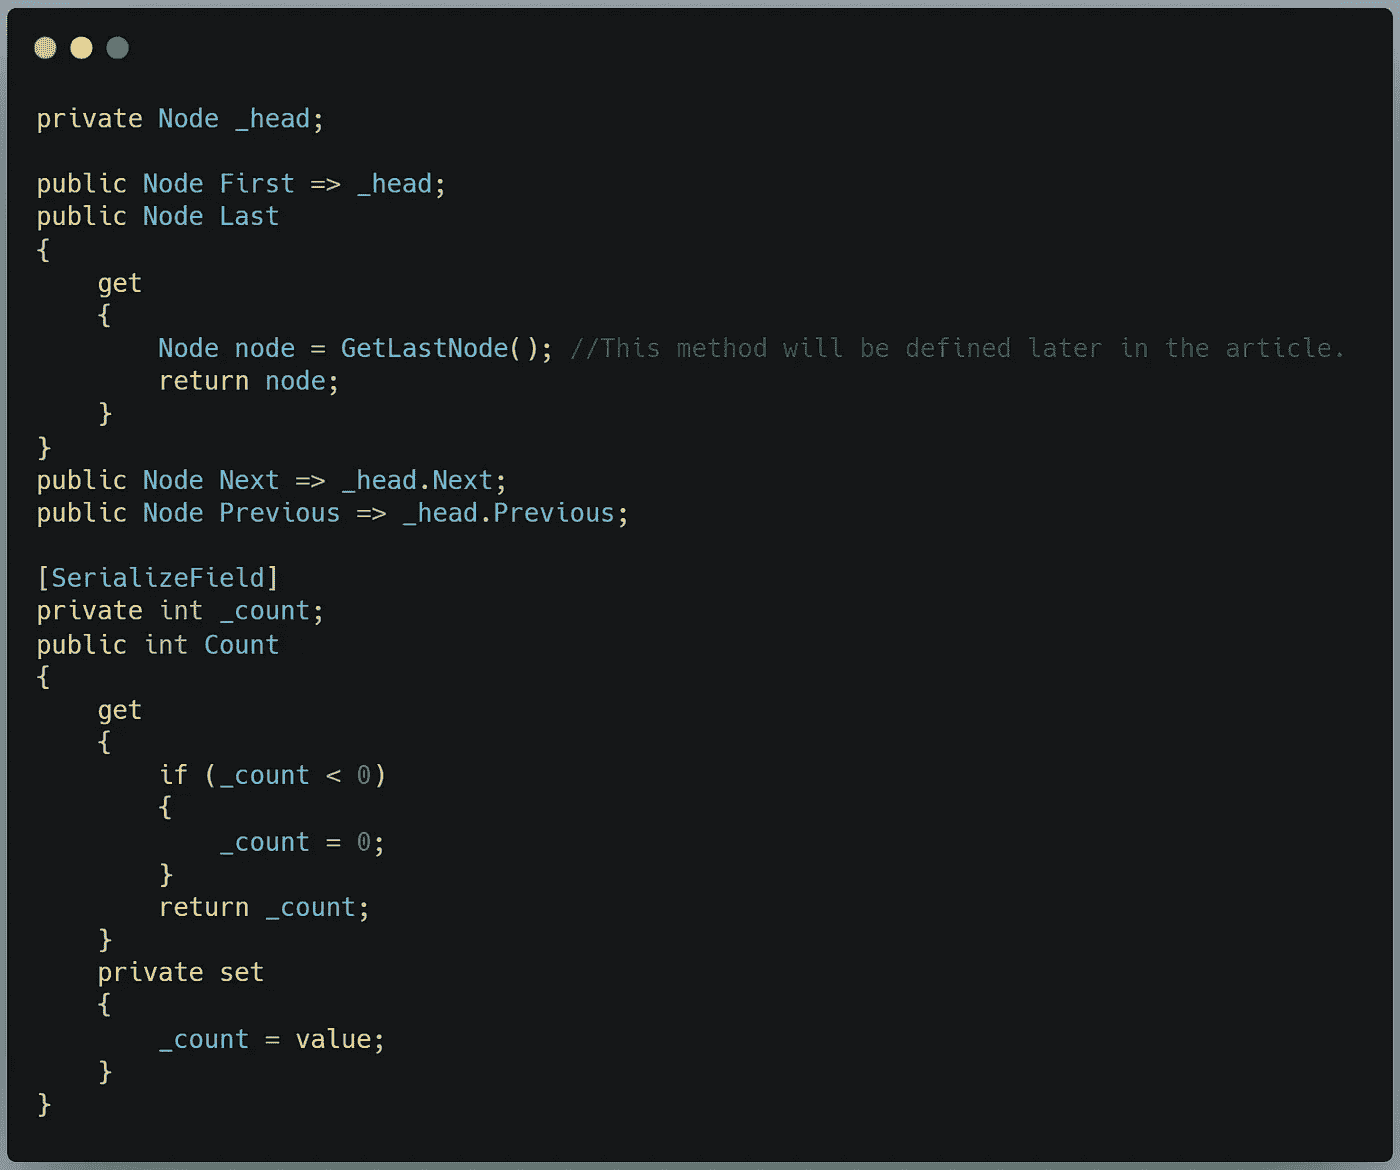 private Node _head;

public Node First => _head;
public Node Last
{
    get
    {
        Node node = GetLastNode(); //This method will be defined later in the article.
        return node;
    }
}
public Node Next => _head.Next;
public Node Previous => _head.Previous;

[SerializeField]
private int _count;
public int Count
{
    get
    {
        if (_count < 0)
        {
            _count = 0;
        }
        return _count;
    }
    private set
    {
        _count = value;
    }
}